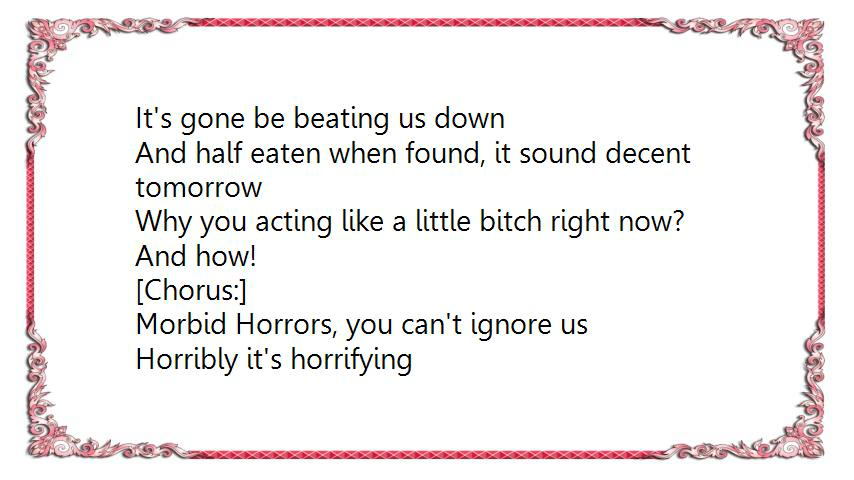 It's gone be beating us down
And half eaten when found, it sound decent
tomorrow
Why you acting like a little bitch right now?
And how!
[Chorus:]
Morbid Horrors, you can't ignore us
Horribly it's horrifying